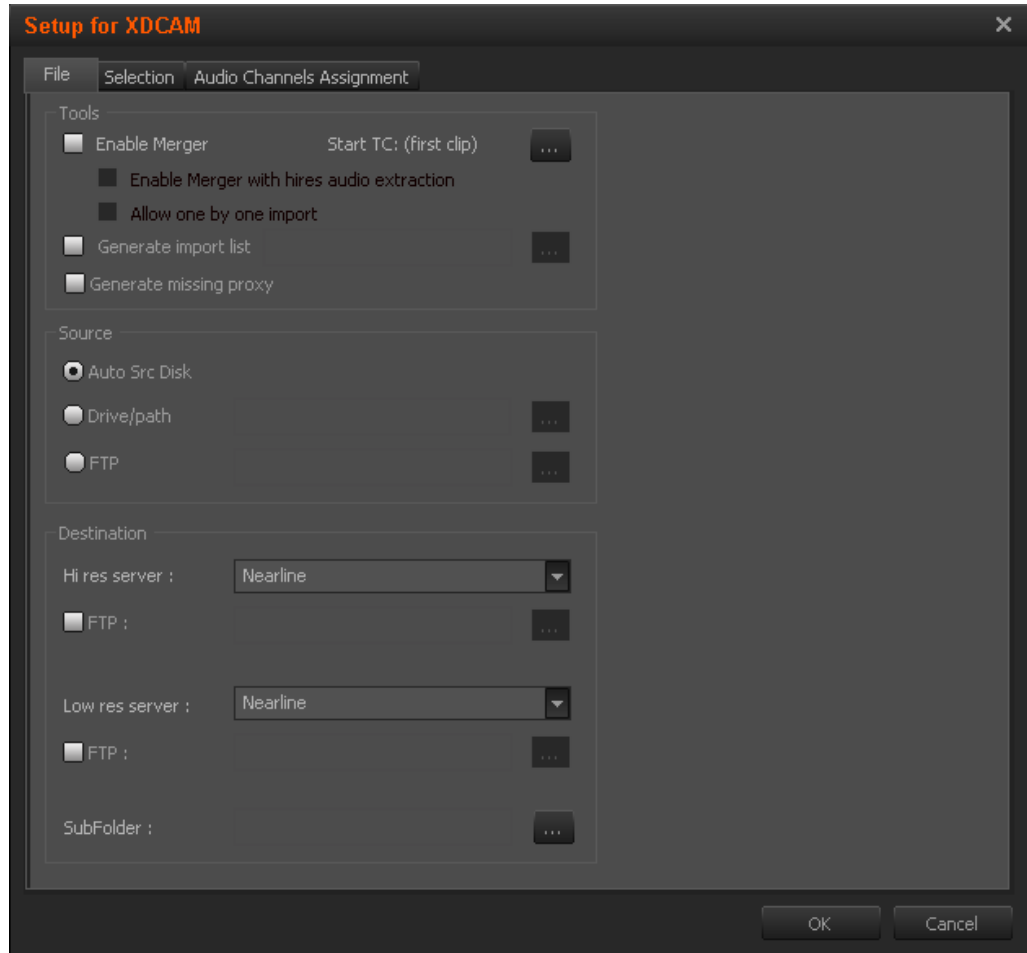 Setup for XDCAM
File Selection Audio Channels Assignment
Tools
Enable Merger Start TC: (first clip) ...
Enable Merger with hires audio extraction
Allow one by one import
Generate import list ...
Generate missing proxy
Source
Auto Src Disk
Drive/path ...
FTP ...
Destination
Hi res server : Nearline
FTP : ...
Low res server : Nearline
FTP : ...
SubFolder : ...
OK Cancel